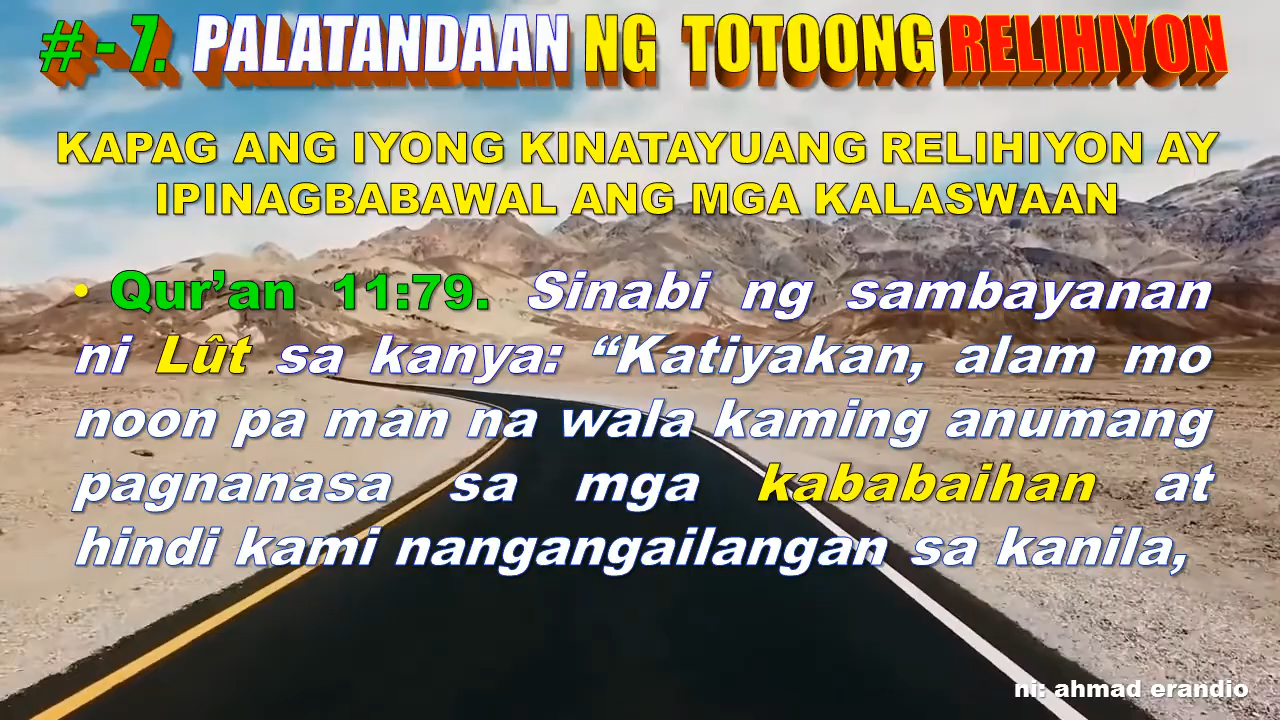 # - 7. PALATANDAAN NG TOTOONG RELIHIYON
KAPAG ANG IYONG KINATAYUANG RELIHIYON AY
IPINAGBABAWAL ANG MGA KALASWAAN
• Qur’an 11:79. Sinabi ng sambayanan
ni Lût sa kanya: “Katiyakan, alam mo
noon pa man na wala kaming anumang
pagnanasa sa mga kababaihan at
hindi kami nangangailangan sa kanila,
ni: ahmad erandio